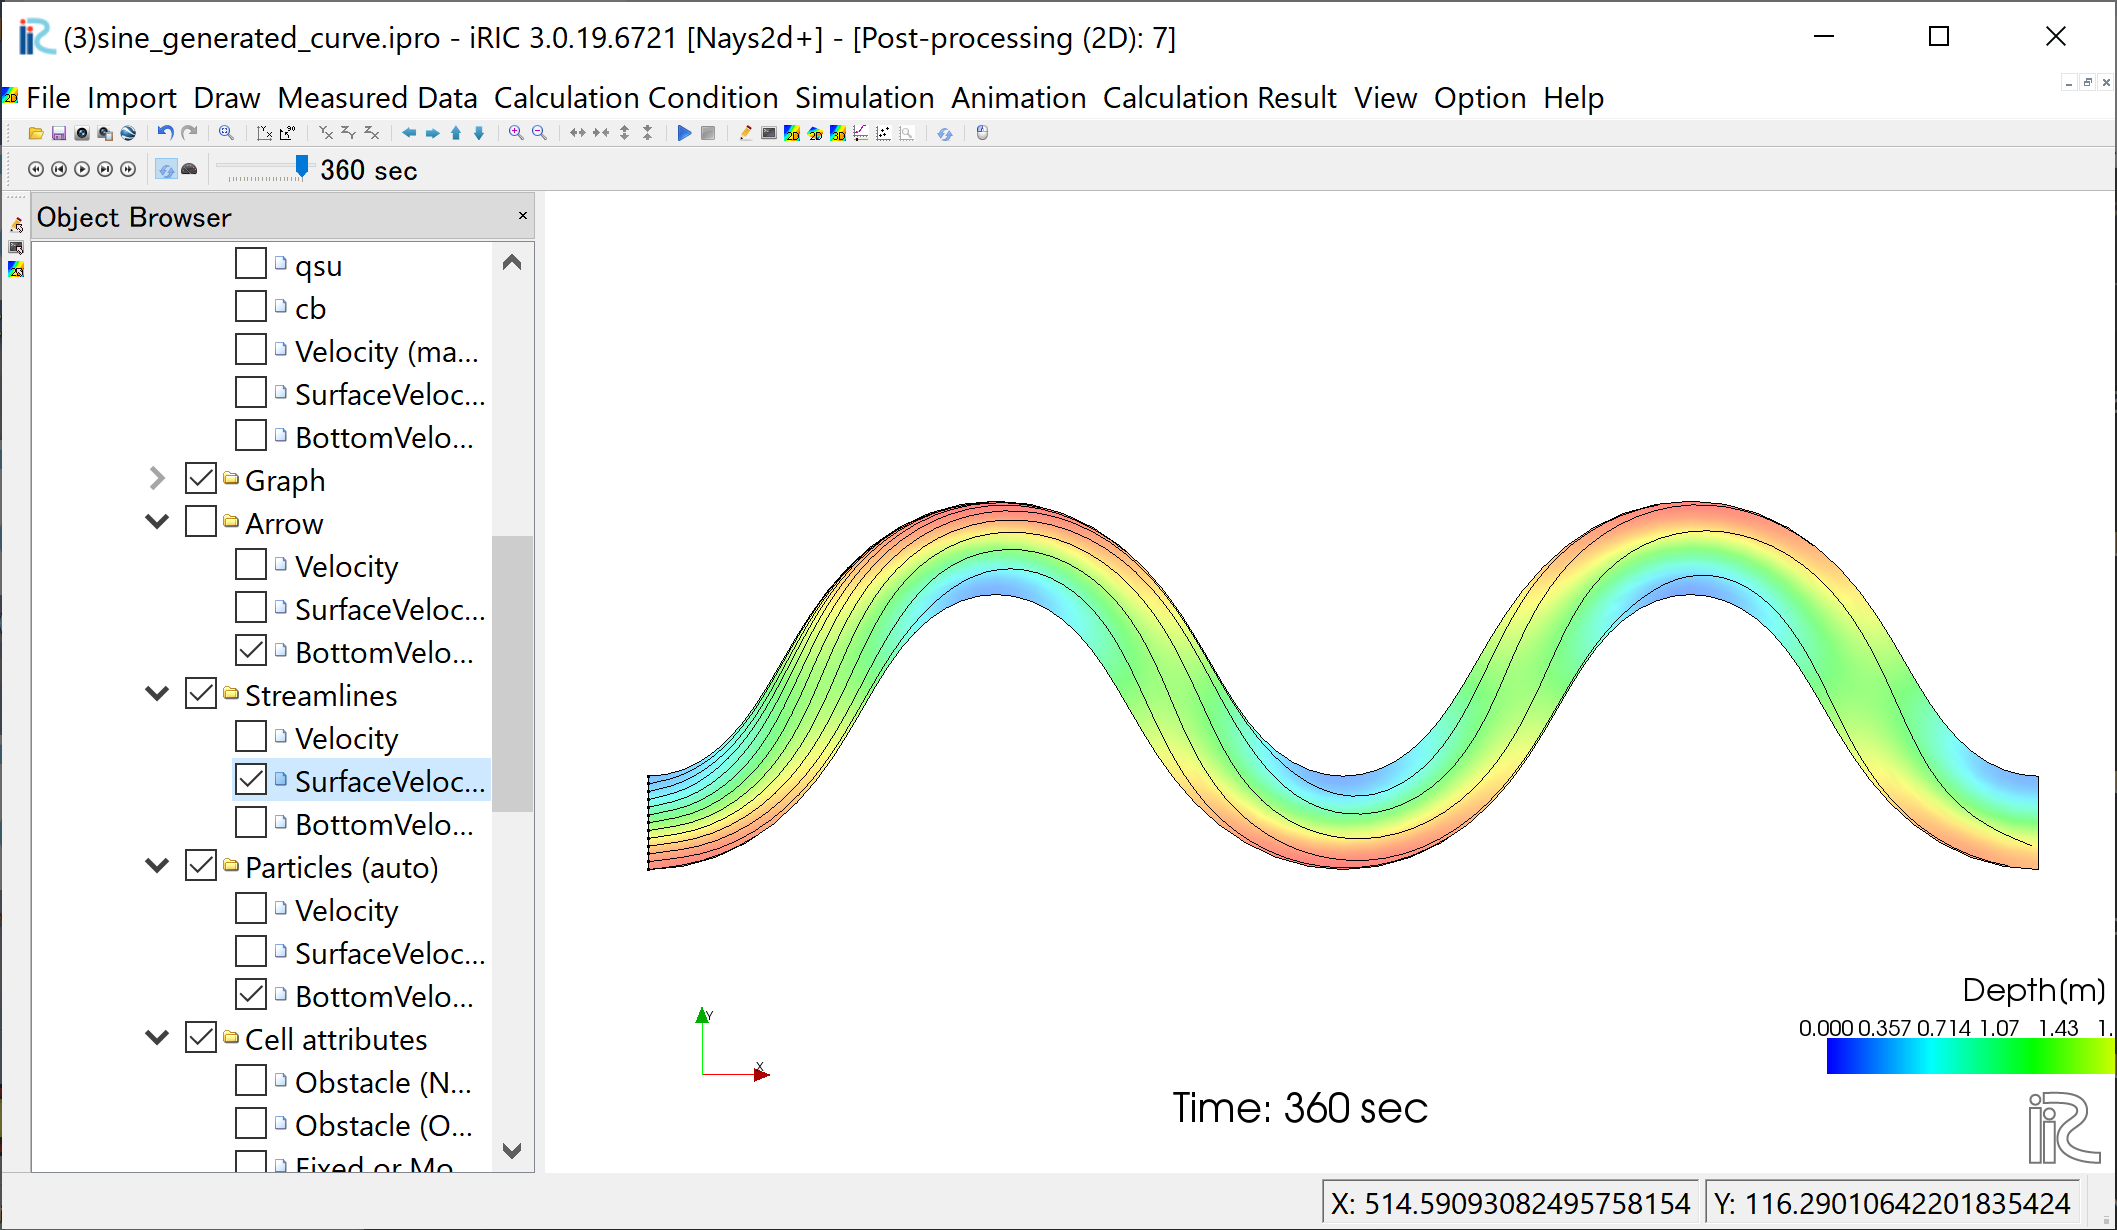 (3)sine_generated_curve.ipro - iRIC 3.0.19.6721 [Nays2d+] - [Post-processing (2D): 7]
File Import Draw Measured Data Calculation Condition Simulation Animation Calculation Result View Option Help
360 sec
Object Browser
qsu
cb
Velocity (ma...
SurfaceVeloc...
BottomVelo...
Graph
Arrow
Velocity
SurfaceVeloc...
BottomVelo...
Streamlines
Velocity
SurfaceVeloc...
BottomVelo...
Particles (auto)
Velocity
SurfaceVeloc...
BottomVelo...
Cell attributes
Obstacle (N...
Obstacle (O...
Fixed or Mo
Depth(m)
0.000 0.357 0.714 1.07 1.43 1.
Y
X
Time: 360 sec
iRIC
X: 514.59093082495758154 Y: 116.29010642201835424